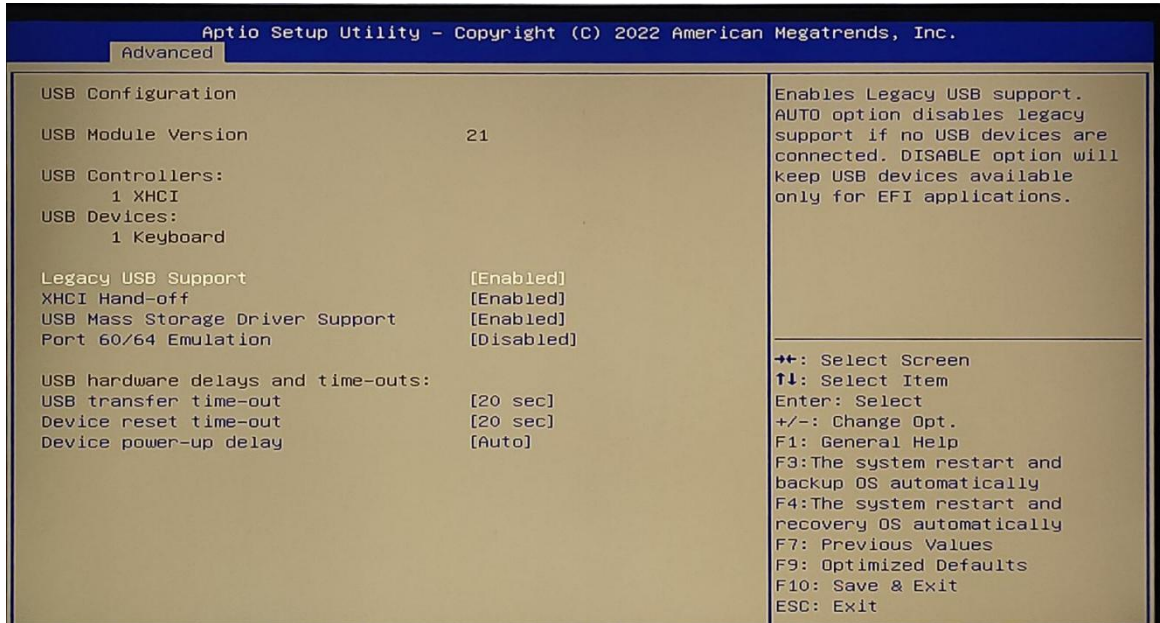 Aptio Setup Utility – Copyright (C) 2022 American Megatrends, Inc.
Advanced
USB Configuration
USB Module Version 21
USB Controllers:
1 XHCI
USB Devices:
1 Keyboard
Legacy USB Support [Enabled]
XHCI Hand-off [Enabled]
USB Mass Storage Driver Support [Enabled]
Port 60/64 Emulation [Disabled]
USB hardware delays and time-outs:
USB transfer time-out [20 sec]
Device reset time-out [20 sec]
Device power-up delay [Auto]
Enables Legacy USB support.
AUTO option disables legacy
support if no USB devices are
connected. DISABLE option will
keep USB devices available
only for EFI applications.
→←: Select Screen
↑↓: Select Item
Enter: Select
+/-: Change Opt.
F1: General Help
F3:The system restart and
backup OS automatically
F4:The system restart and
recovery OS automatically
F7: Previous Values
F9: Optimized Defaults
F10: Save & Exit
ESC: Exit